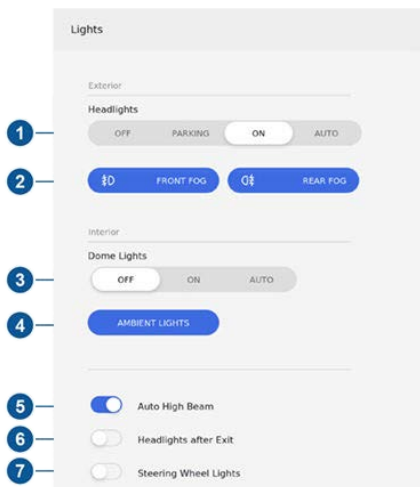 Lights
Exterior
Headlights
1 OFF PARKING ON AUTO
2 FRONT FOG REAR FOG
Interior
Dome Lights
3 OFF ON AUTO
4 AMBIENT LIGHTS
5 Auto High Beam
6 Headlights after Exit
7 Steering Wheel Lights